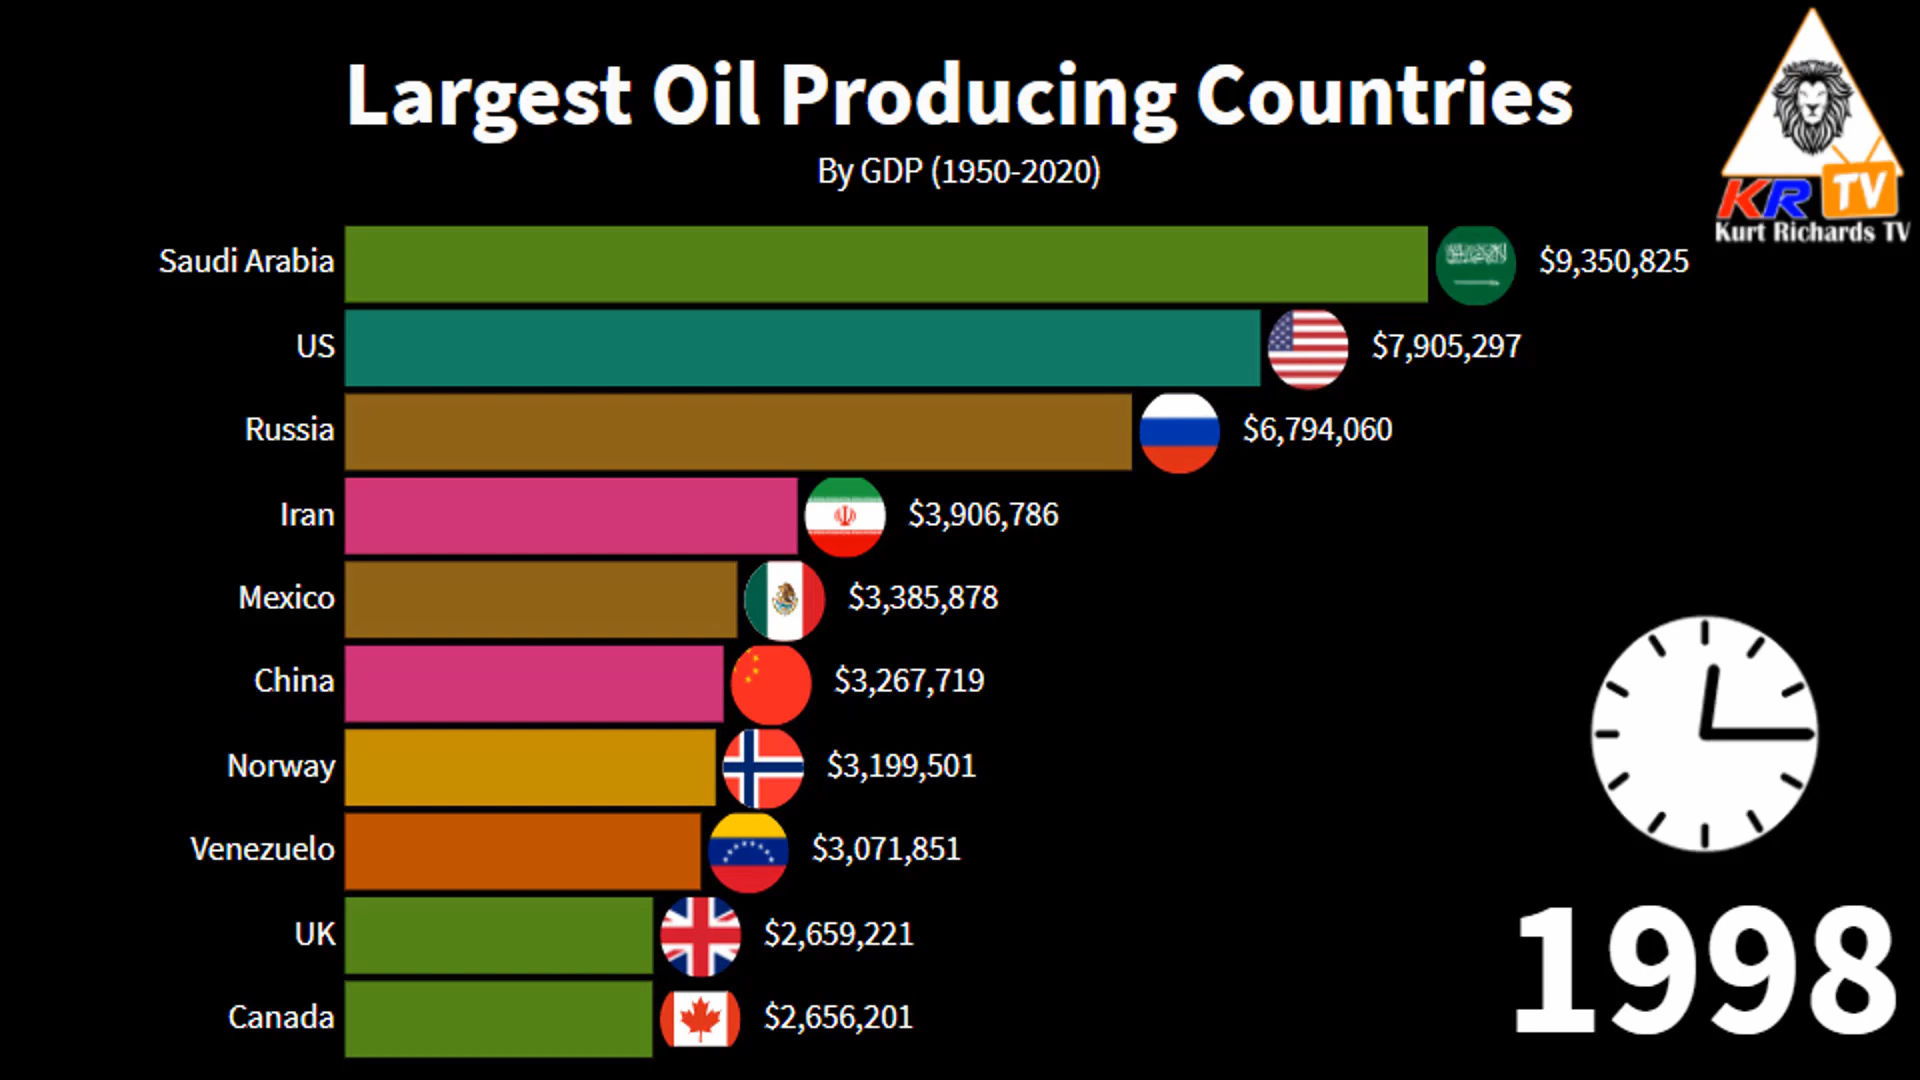 Largest Oil Producing Countries
By GDP (1950-2020)
KR TV
Kurt Richards TV
Saudi Arabia $9,350,825
US $7,905,297
Russia $6,794,060
Iran $3,906,786
Mexico $3,385,878
China $3,267,719
Norway $3,199,501
Venezuelo $3,071,851
UK $2,659,221
Canada $2,656,201
1998